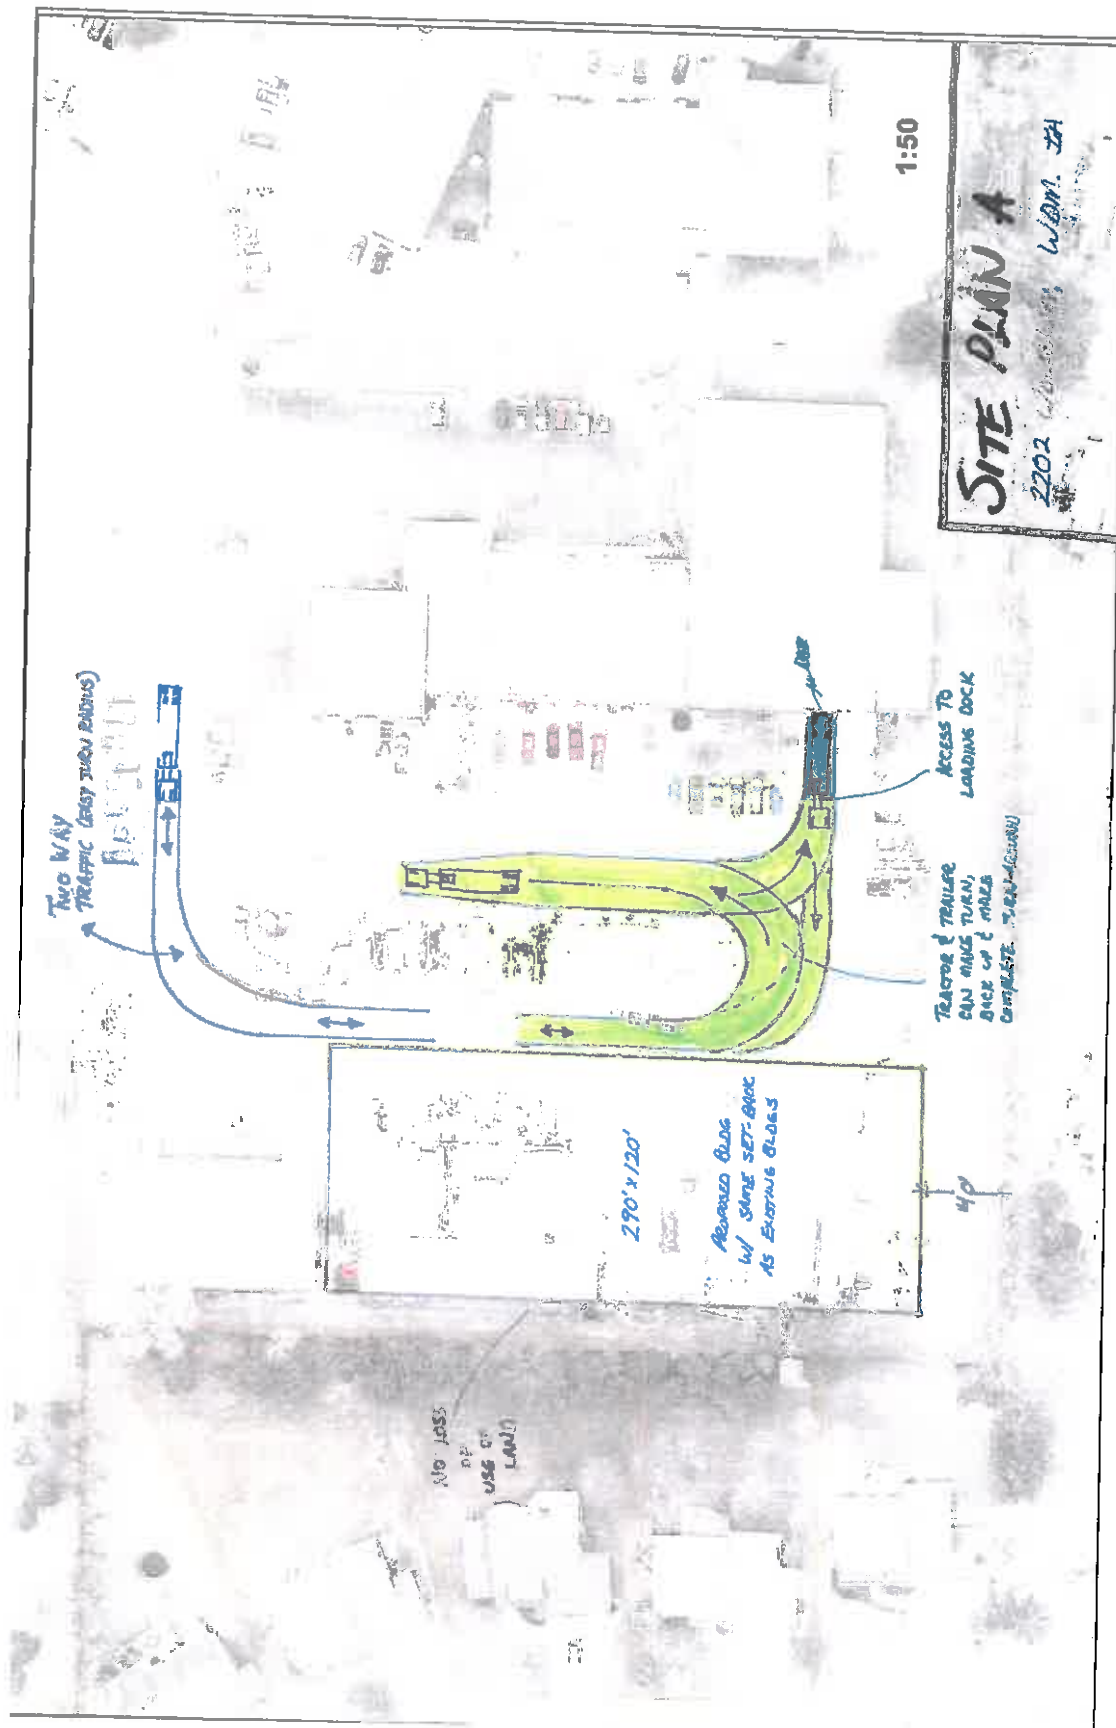 TWO WAY
TRAFFIC (EASY TURN RADIUS)
1:50
SITE PLAN A
2202
WDM. IA
ACCESS TO
LOADING DOCK
TRACTOR & TRAILER
CAN MAKE TURN,
BACK UP & MAKE
COMPLETE TURN-AROUND
290' X 120'
PROPOSED BLDG
W/ SAME SET-BACK
AS EXISTING BLDGS
40'
NO LOSS
OF
USE OF
LAND